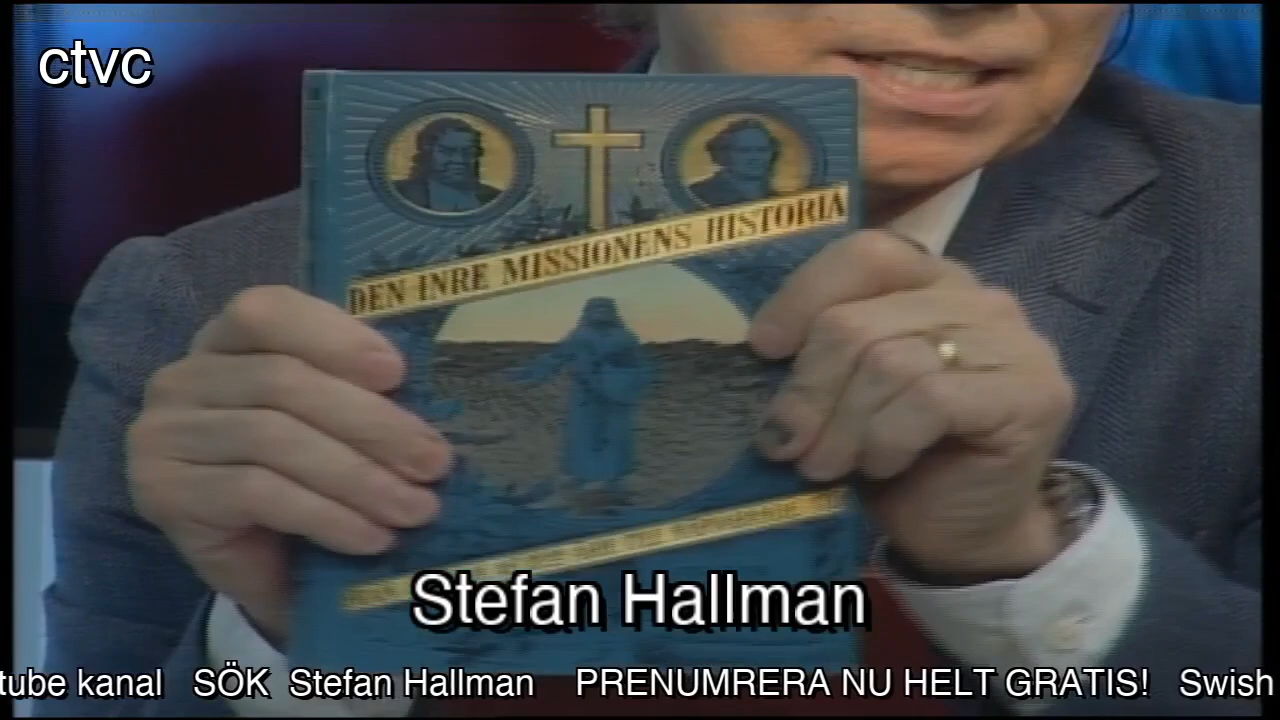 ctvc
DEN INRE MISSIONENS HISTORIA
Stefan Hallman
tube kanal SÖK Stefan Hallman PRENUMRERA NU HELT GRATIS! Swish